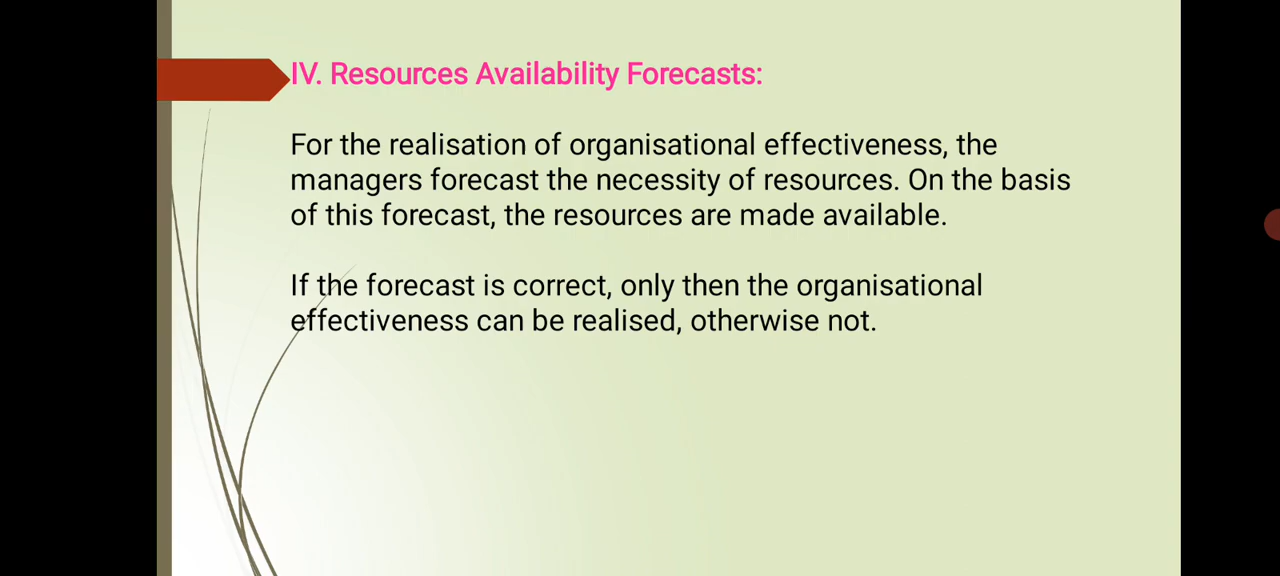 IV. Resources Availability Forecasts:
For the realisation of organisational effectiveness, the
managers forecast the necessity of resources. On the basis
of this forecast, the resources are made available.
If the forecast is correct, only then the organisational
effectiveness can be realised, otherwise not.